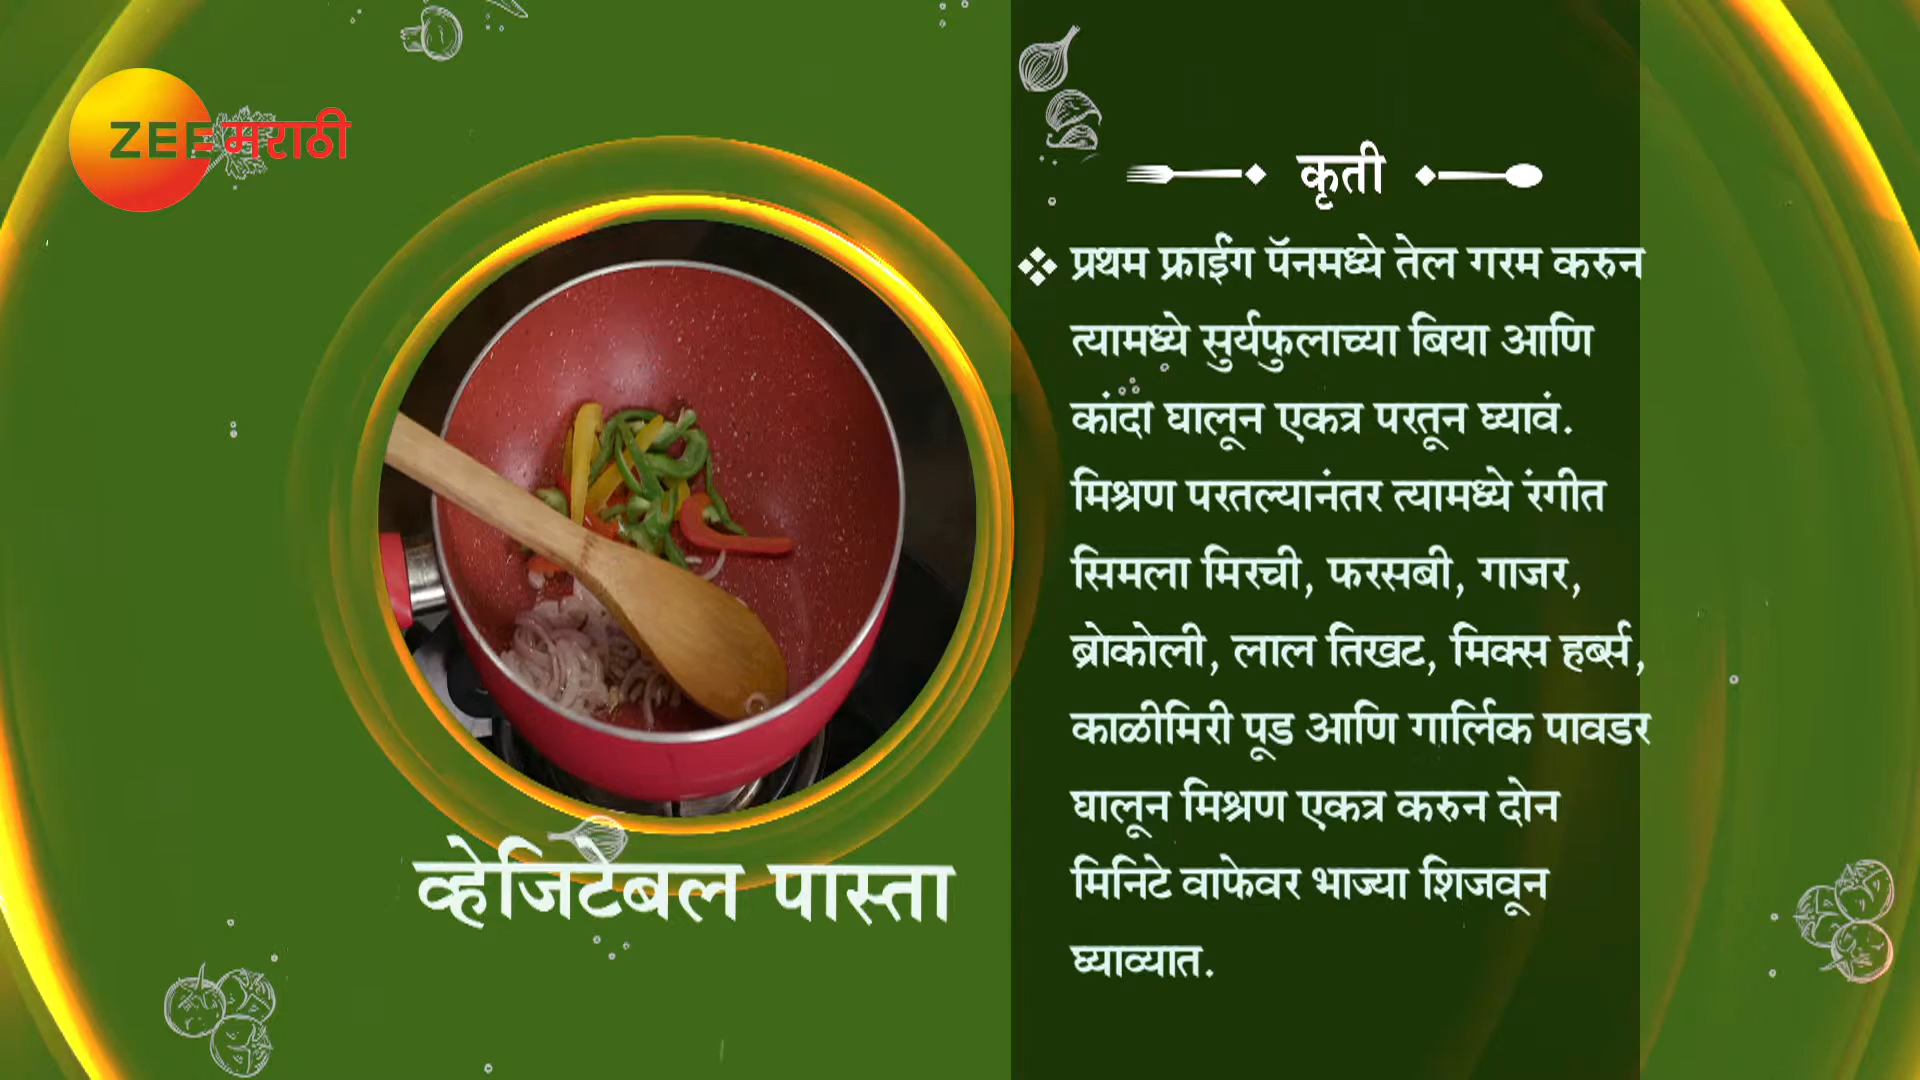 ZEE मराठी
व्हेजिटेबल पास्ता
कृती
❖ प्रथम फ्राईंग पॅनमध्ये तेल गरम करुन
त्यामध्ये सुर्यफुलाच्या बिया आणि
कांदा घालून एकत्र परतून घ्यावं.
मिश्रण परतल्यानंतर त्यामध्ये रंगीत
सिमला मिरची, फरसबी, गाजर,
ब्रोकोली, लाल तिखट, मिक्स हर्ब्स,
काळीमिरी पूड आणि गार्लिक पावडर
घालून मिश्रण एकत्र करुन दोन
मिनिटे वाफेवर भाज्या शिजवून
घ्याव्यात.